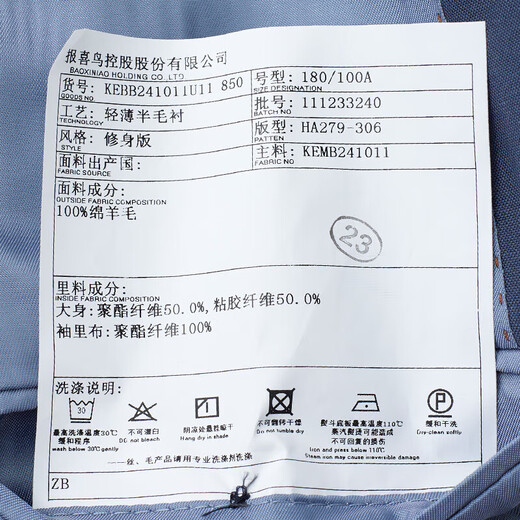 报喜鸟控股股份有限公司
BAOXINIAO HOLDING CO.,LTD
货号: KEBB241011U11 850
GOODS NO
号型: 180/100A
SIZE DESIGNATION
工艺: 轻薄半毛衬
TECHNOLOGY
批号: 111233240
BATCH NO
风格: 修身版
STYLE
版型: HA279-306
PATTEN
面料出产国:
FABRIC SOURCE
主料: KEMB241011
FABRIC NO
面料成分:
OUTSIDE FABRIC COMPOSITION
100%绵羊毛
23
里料成分:
INSIDE FABRIC COMPOSITION
大身: 聚酯纤维50.0%,粘胶纤维50.0%
袖里布: 聚酯纤维100%
洗涤说明:
30
P
最高洗涤温度30℃
缓和程序
wash below 30℃ gently
不可漂白
Do not bleach
阴凉处悬挂晾干
Hang dry in shade
不可翻转干燥
Do not tumble dry
熨斗底板最高温度110℃
蒸汽熨烫可能造成
不可回复的损伤
Iron and press below 110℃
Steam iron may cause irreversible damage
缓和干洗
Dry-clean softly
——丝、毛产品请用专业洗涤剂洗涤
ZB